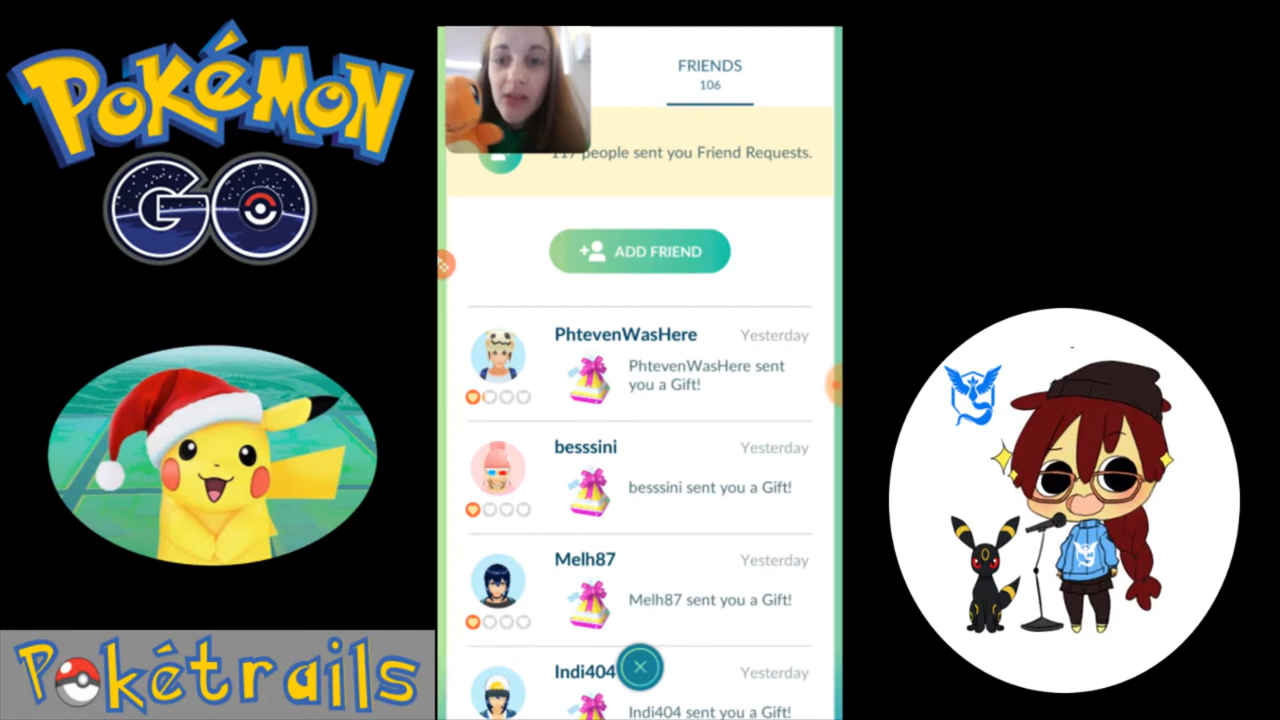 POKéMON
GO
FRIENDS
106
117 people sent you Friend Requests.
ADD FRIEND
PhtevenWasHere Yesterday
PhtevenWasHere sent
you a Gift!
besssini Yesterday
besssini sent you a Gift!
Melh87 Yesterday
Melh87 sent you a Gift!
Indi404 Yesterday
Indi404 sent you a Gift!
Pokétrails